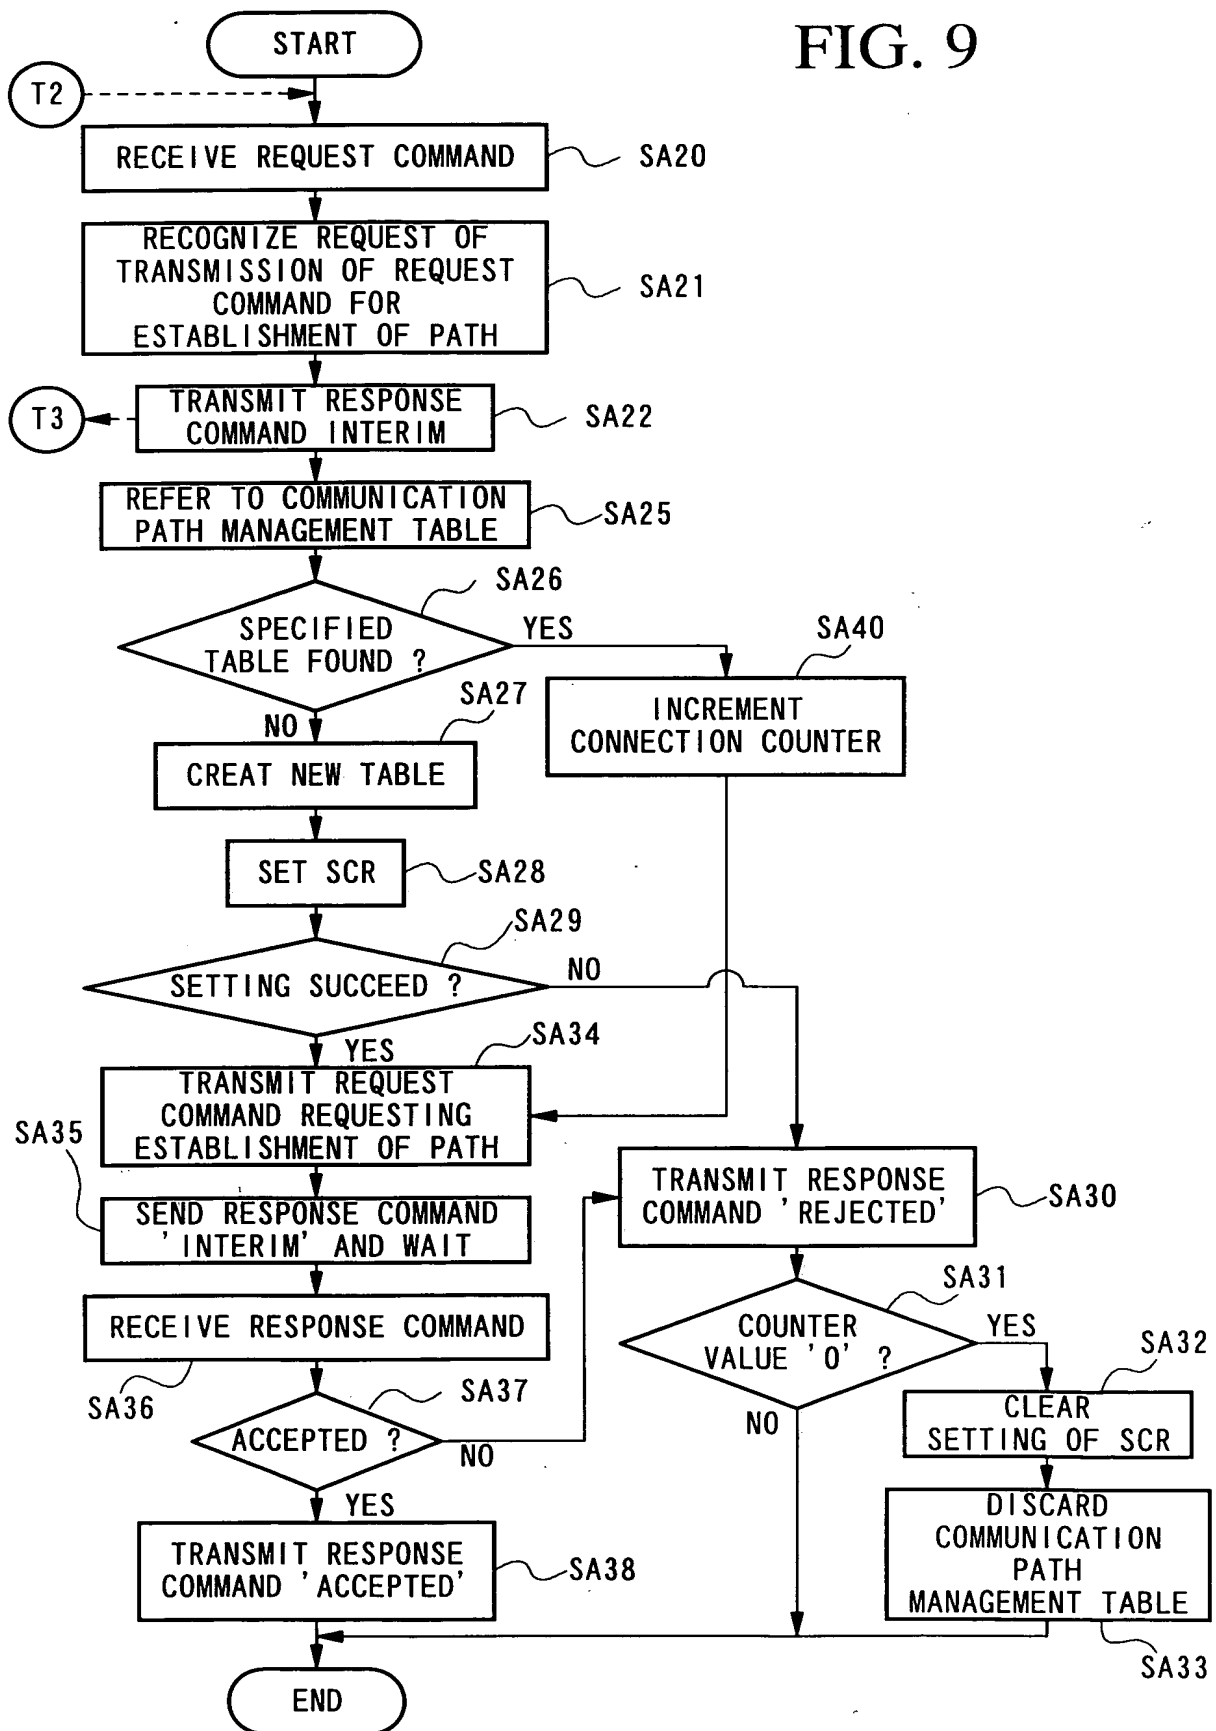 START
FIG. 9
T2
RECEIVE REQUEST COMMAND
SA20
RECOGNIZE REQUEST OF
TRANSMISSION OF REQUEST
COMMAND FOR
ESTABLISHMENT OF PATH
SA21
T3
TRANSMIT RESPONSE
COMMAND INTERIM
SA22
REFER TO COMMUNICATION
PATH MANAGEMENT TABLE
SA25
SA26
SPECIFIED
TABLE FOUND ?
YES
SA40
NO
SA27
INCREMENT
CONNECTION COUNTER
CREAT NEW TABLE
SET SCR
SA28
SA29
SETTING SUCCEED ?
NO
YES
SA34
TRANSMIT REQUEST
COMMAND REQUESTING
ESTABLISHMENT OF PATH
SA35
TRANSMIT RESPONSE
COMMAND 'REJECTED'
SA30
SEND RESPONSE COMMAND
'INTERIM' AND WAIT
SA31
RECEIVE RESPONSE COMMAND
COUNTER
VALUE '0' ?
YES
SA32
SA36
SA37
CLEAR
SETTING OF SCR
NO
ACCEPTED ?
NO
YES
DISCARD
COMMUNICATION
PATH
MANAGEMENT TABLE
TRANSMIT RESPONSE
COMMAND 'ACCEPTED'
SA38
SA33
END